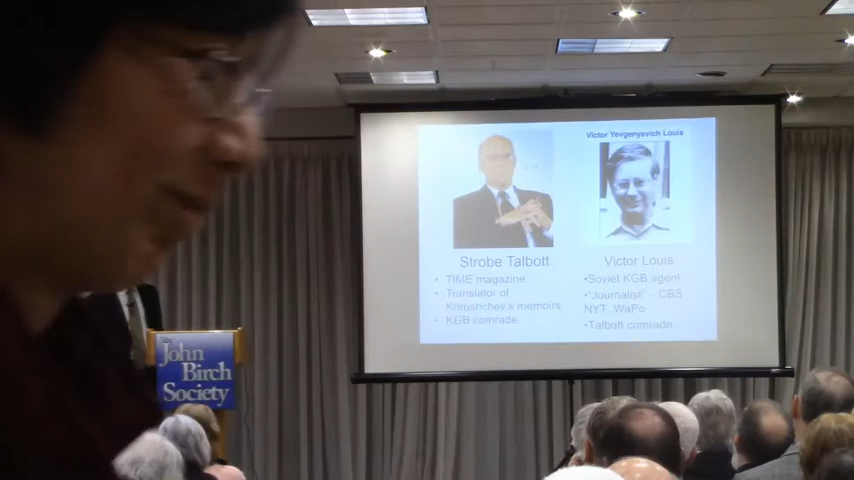 Victor Yevgenyevich Louis
Strobe Talbott
• TIME magazine
• Translator of
Khrushchev's memoirs
• KGB comrade
Victor Louis
•Soviet KGB agent
•"Journalist" – CBS
NYT WaPo
•Talbott comrade
John
Birch
Society